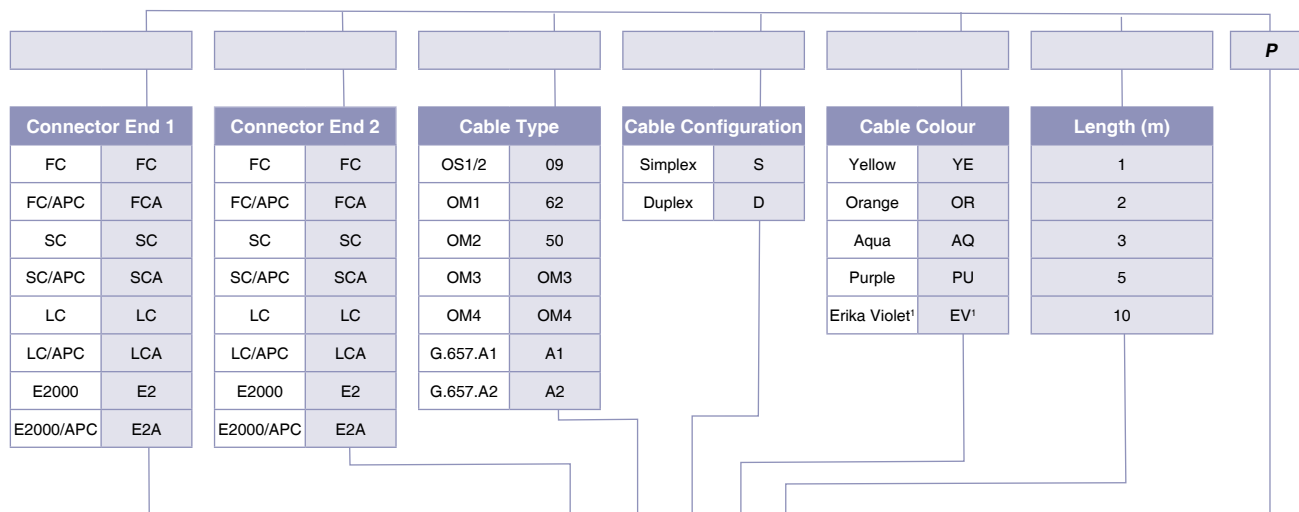 P
Connector End 1 Connector End 2 Cable Type Cable Configuration Cable Colour Length (m)
FC FC FC FC OS1/2 09 Simplex S Yellow YE 1
FC/APC FCA FC/APC FCA OM1 62 Duplex D Orange OR 2
SC SC SC SC OM2 50 Aqua AQ 3
SC/APC SCA SC/APC SCA OM3 OM3 Purple PU 5
LC LC LC LC OM4 OM4 Erika Violet¹ EV¹ 10
LC/APC LCA LC/APC LCA G.657.A1 A1
E2000 E2 E2000 E2 G.657.A2 A2
E2000/APC E2A E2000/APC E2A